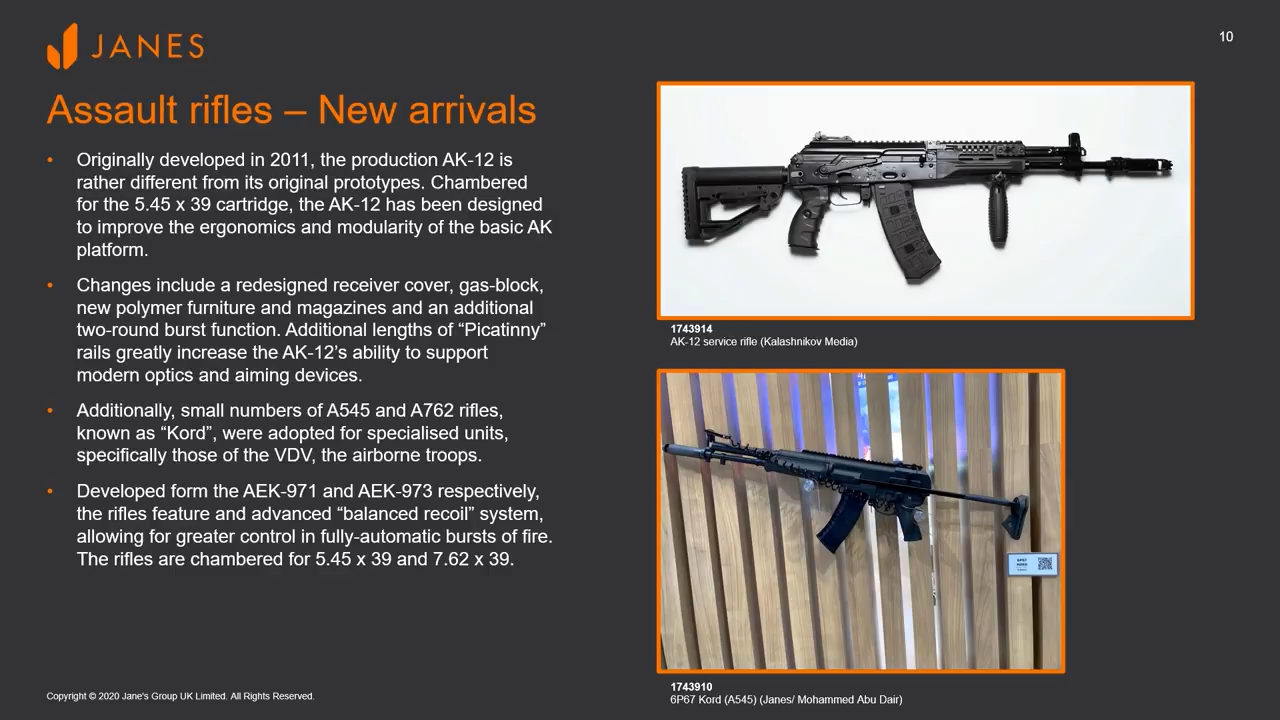 JANES
10
Assault rifles – New arrivals
• Originally developed in 2011, the production AK-12 is
rather different from its original prototypes. Chambered
for the 5.45 x 39 cartridge, the AK-12 has been designed
to improve the ergonomics and modularity of the basic AK
platform.
• Changes include a redesigned receiver cover, gas-block,
new polymer furniture and magazines and an additional
two-round burst function. Additional lengths of “Picatinny”
rails greatly increase the AK-12’s ability to support
modern optics and aiming devices.
• Additionally, small numbers of A545 and A762 rifles,
known as “Kord”, were adopted for specialised units,
specifically those of the VDV, the airborne troops.
• Developed form the AEK-971 and AEK-973 respectively,
the rifles feature and advanced “balanced recoil” system,
allowing for greater control in fully-automatic bursts of fire.
The rifles are chambered for 5.45 x 39 and 7.62 x 39.
1743914
AK-12 service rifle (Kalashnikov Media)
6P67
1743910
6P67 Kord (A545) (Janes/ Mohammed Abu Dair)
Copyright © 2020 Jane's Group UK Limited. All Rights Reserved.